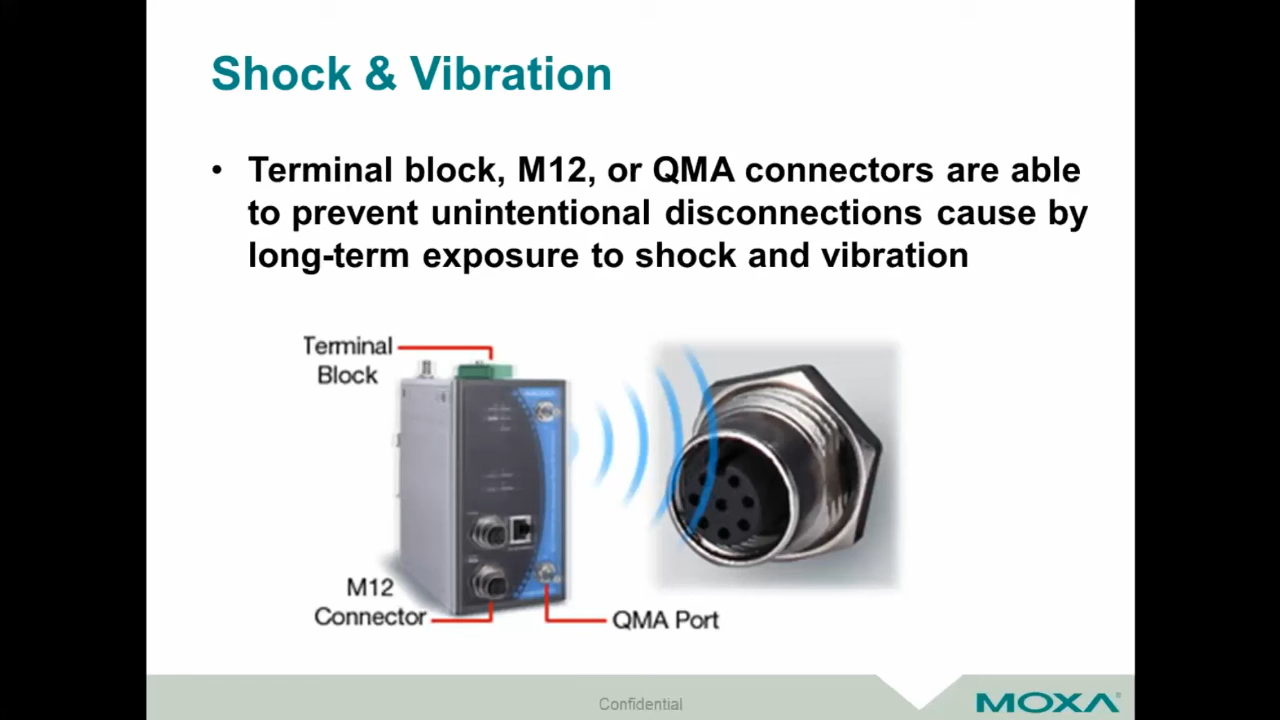 Shock & Vibration
• Terminal block, M12, or QMA connectors are able
to prevent unintentional disconnections cause by
long-term exposure to shock and vibration
Terminal
Block
M12
Connector
QMA Port
Confidential
MOXA®